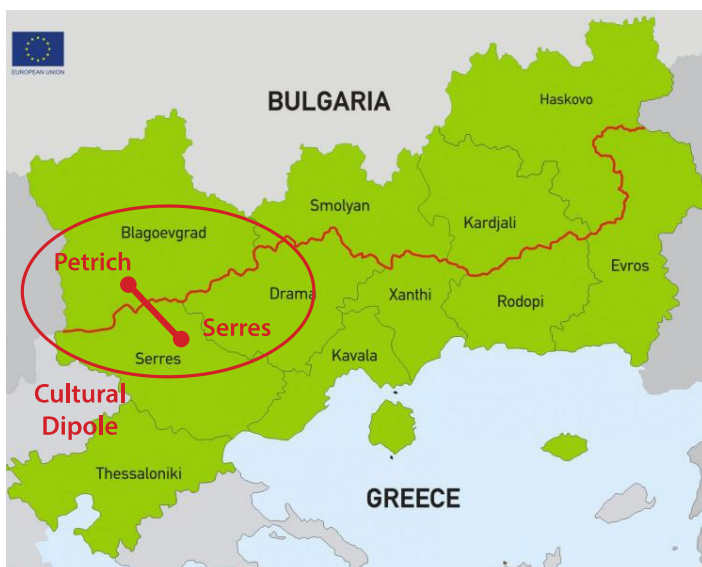 EUROPEAN UNION
BULGARIA
Haskovo
Smolyan
Kardjali
Blagoevgrad
Petrich
Evros
Drama
Xanthi
Rodopi
Serres
Serres
Kavala
Cultural
Dipole
Thessaloniki
GREECE